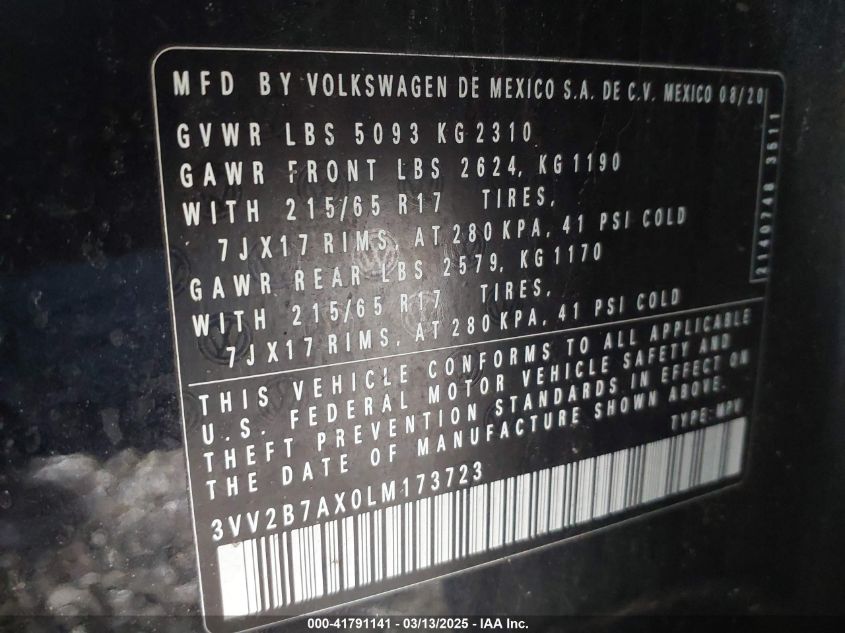 MFD BY VOLKSWAGEN DE MEXICO S.A. DE C.V. MEXICO 08/20
GVWR LBS 5093 KG 2310
GAWR FRONT LBS 2624, KG 1190
WITH 215/65 R17 TIRES,
7JX17 RIMS, AT 280 KPA, 41 PSI COLD
GAWR REAR LBS 2579, KG 1170
WITH 215/65 R17 TIRES,
7JX17 RIMS, AT 280 KPA, 41 PSI COLD
2140748 3511
THIS VEHICLE CONFORMS TO ALL APPLICABLE
U.S. FEDERAL MOTOR VEHICLE SAFETY AND
THEFT PREVENTION STANDARDS IN EFFECT ON
THE DATE OF MANUFACTURE SHOWN ABOVE.
TYPE: MPV
3VV2B7AX0LM173723
000-41791141 / 03/13/2025 - IAA Inc.